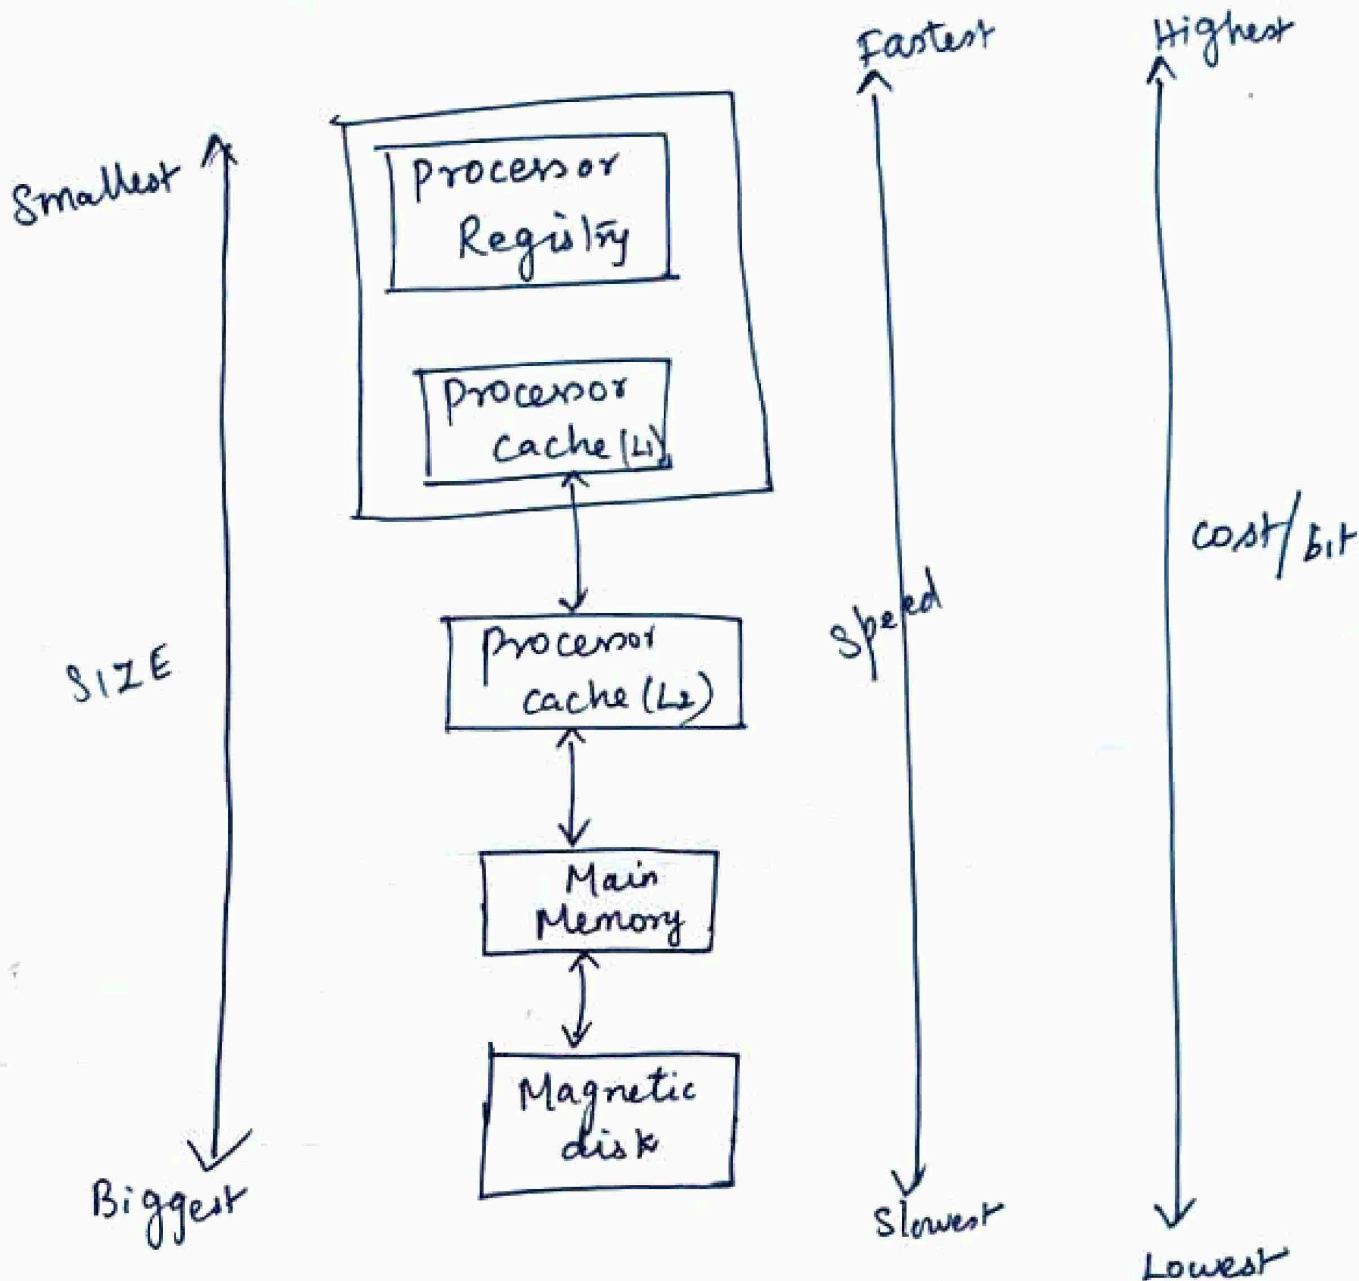 Fastest
Highest
Smallest
Processor
Registry
Processor
Cache (L1)
Cost/bit
Speed
SIZE
Processor
Cache (L2)
Main
Memory
Magnetic
disk
Biggest
Slowest
Lowest